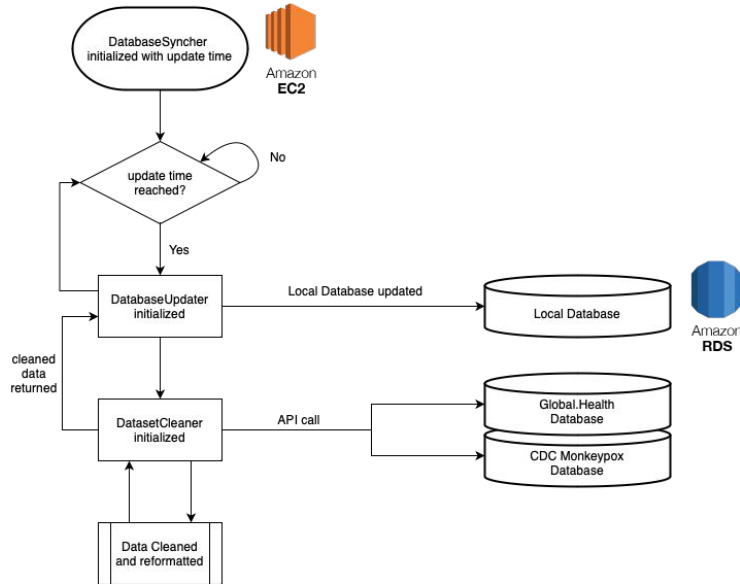 DatabaseSyncher
initialized with update time
Amazon
EC2
update time
reached?
No
Yes
DatabaseUpdater
initialized
Local Database updated
Local Database
Amazon
RDS
cleaned
data
returned
DatasetCleaner
initialized
API call
Global.Health
Database
CDC Monkeypox
Database
Data Cleaned
and reformatted